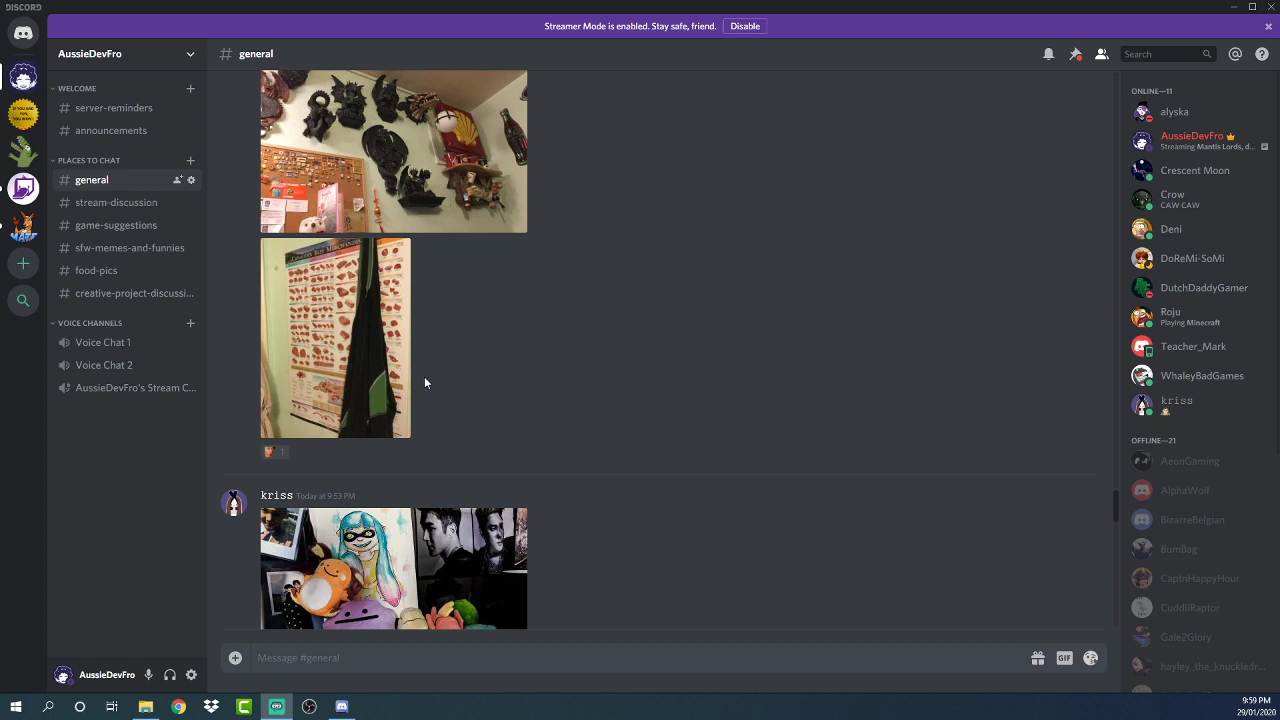 DISCORD
Streamer Mode is enabled. Stay safe, friend.
Disable
AussieDevFro
# general
Search
WELCOME
# server-reminders
# announcements
PLACES TO CHAT
# general
# stream-discussion
# game-suggestions
# sfw-memes-and-funnies
# food-pics
# creative-project-discussi...
VOICE CHANNELS
Voice Chat 1
Voice Chat 2
AussieDevFro's Stream C...
AussieDevFro
1
kriss Today at 9:53 PM
Message #general
GIF
ONLINE—11
alyska
AussieDevFro
Streaming Mantis Lords, d...
Crescent Moon
Crow
CAW CAW
Deni
DoReMi-SoMi
DutchDaddyGamer
Roju
Playing Minecraft
Teacher_Mark
WhaleyBadGames
kriss
OFFLINE—21
AeonGaming
AlphaWolf
BizarreBelgian
BumBag
CaptnHappyHour
CuddliRaptor
Gale2Glory
hayley_the_knuckledr...
9:59 PM
29/01/2020